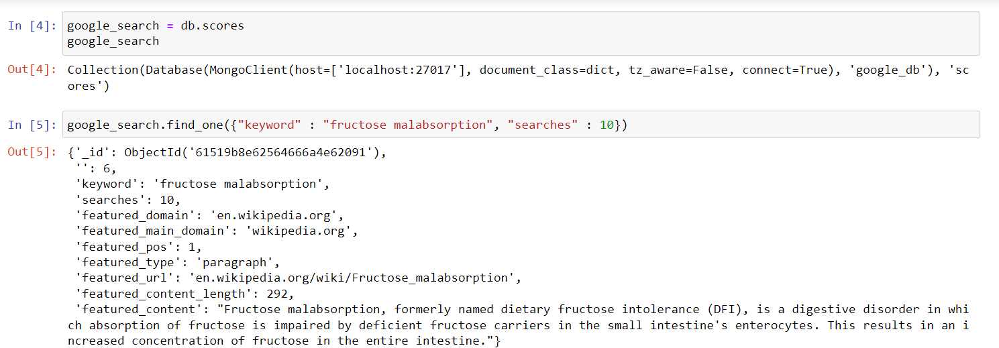 In [4]: google_search = db.scores
google_search
Out[4]: Collection(Database(MongoClient(host=['localhost:27017'], document_class=dict, tz_aware=False, connect=True), 'google_db'), 'sc
ores')
In [5]: google_search.find_one({"keyword" : "fructose malabsorption", "searches" : 10})
Out[5]: {'_id': ObjectId('61519b8e62564666a4e62091'),
'': 6,
'keyword': 'fructose malabsorption',
'searches': 10,
'featured_domain': 'en.wikipedia.org',
'featured_main_domain': 'wikipedia.org',
'featured_pos': 1,
'featured_type': 'paragraph',
'featured_url': 'en.wikipedia.org/wiki/Fructose_malabsorption',
'featured_content_length': 292,
'featured_content': "Fructose malabsorption, formerly named dietary fructose intolerance (DFI), is a digestive disorder in whi
ch absorption of fructose is impaired by deficient fructose carriers in the small intestine's enterocytes. This results in an i
ncreased concentration of fructose in the entire intestine."}